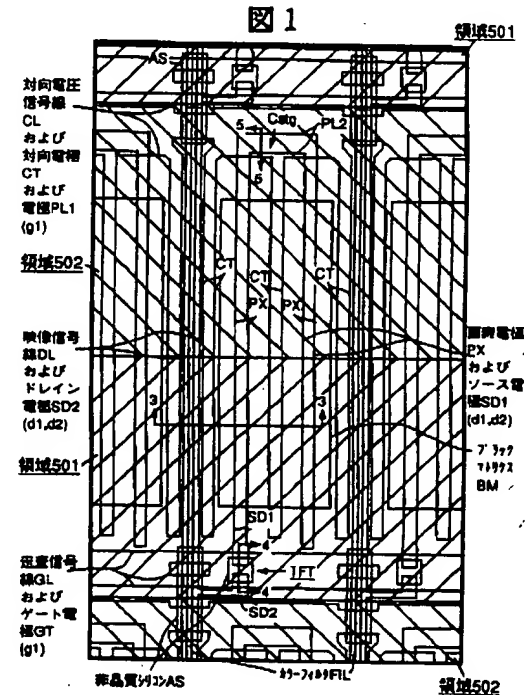 図 1
領域501
AS
対向電圧
信号線
CL
および
対向電極
CT
および
電極PL1
(g1)
Cstg
PL2
5
5
領域502
CT
CT
CT
PX
PX
映像信号
線DL
および
ドレイン
電極SD2
(d1,d2)
画素電極
PX
および
ソース電
極SD1
(d1,d2)
3
3
ブラック
マトリクス
BM
領域501
SD1
4
走査信号
線GL
および
ゲート電
極GT
(g1)
TFT
4
SD2
非晶質シリコンAS
カラーフィルタFIL
領域502